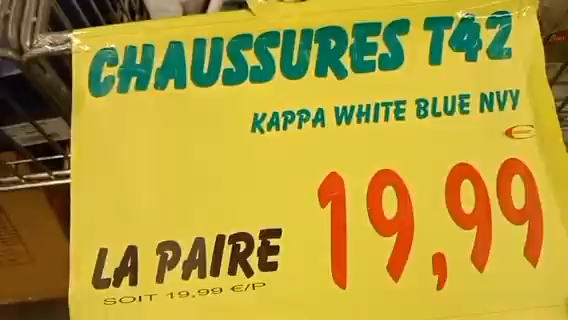 CHAUSSURES T42
KAPPA WHITE BLUE NVY
19,99
LA PAIRE
SOIT 19,99 €/P